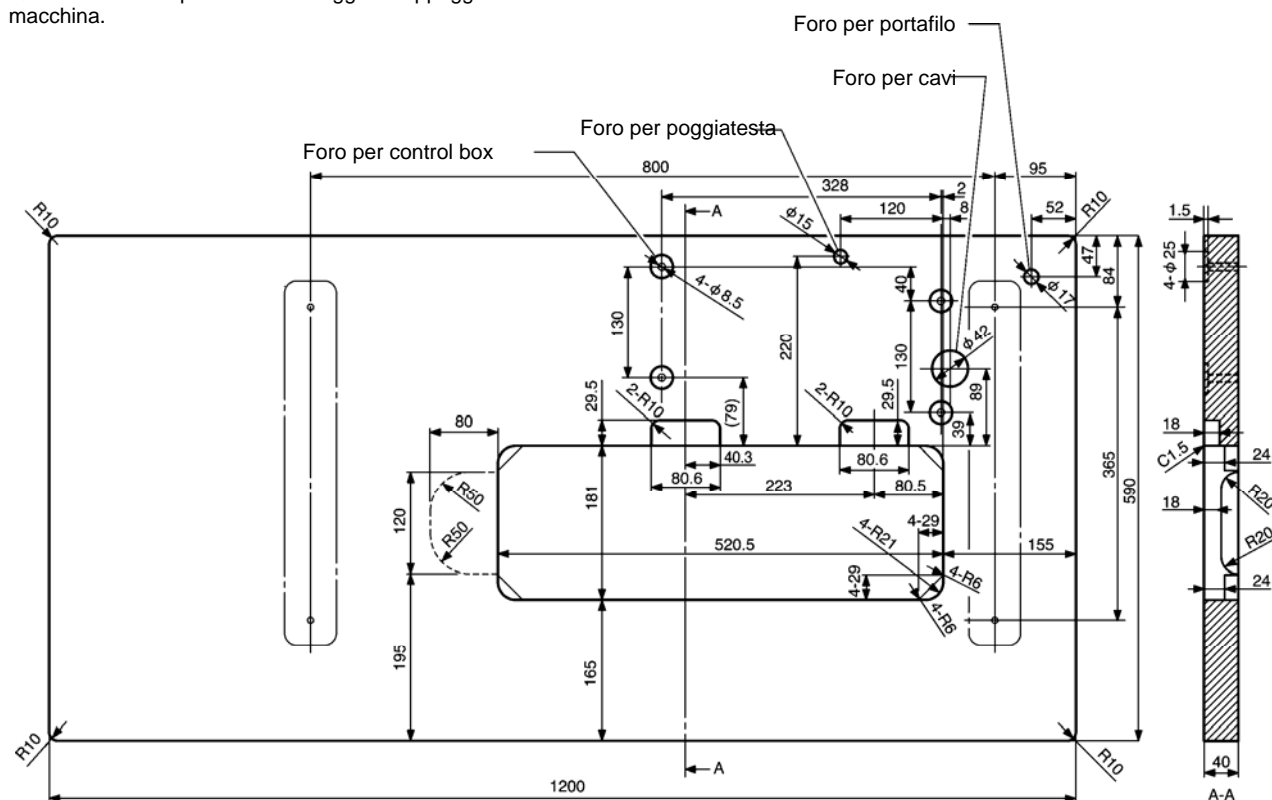 macchina.
Foro per portafilo
Foro per cavi
Foro per poggiatesta
Foro per control box
800
95
328
2
120
8
52
R10
A
φ15
R10
1.5
47
84
4-φ25
4-φ8.5
40
φ17
130
220
130
φ42
29.5
2-R10
(79)
2-R10
29.5
89
39
80
40.3
80.6
80.6
18
C1.5
24
223
80.5
365
590
R50
120
181
4-29
18
R20
R50
4-R21
520.5
155
R20
4-29
4-R6
24
4-R6
195
165
R10
R10
A
40
1200
A-A